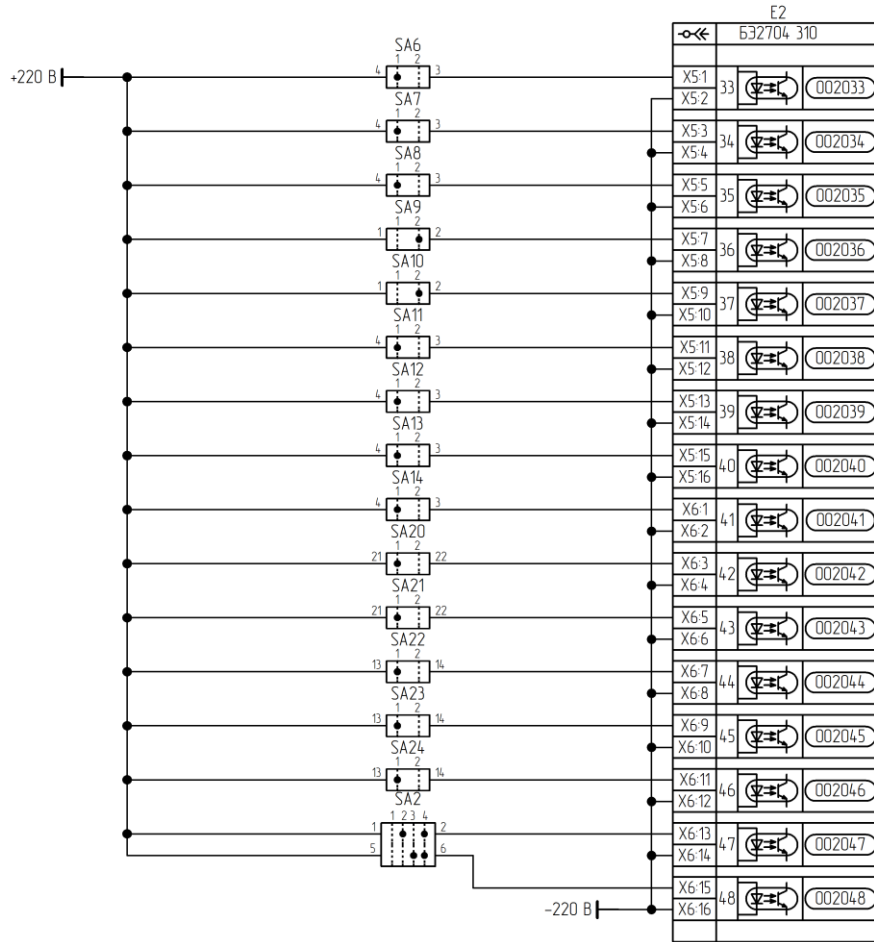 E2
БЭ2704 310
+220 В
SA6
1 2
4 3
X5:1 33 002033
X5:2
SA7
1 2
4 3
X5:3 34 002034
X5:4
SA8
1 2
4 3
X5:5 35 002035
X5:6
SA9
1 2
1 2
X5:7 36 002036
X5:8
SA10
1 2
1 2
X5:9 37 002037
X5:10
SA11
1 2
4 3
X5:11 38 002038
X5:12
SA12
1 2
4 3
X5:13 39 002039
X5:14
SA13
1 2
4 3
X5:15 40 002040
X5:16
SA14
1 2
4 3
X6:1 41 002041
X6:2
SA20
1 2
21 22
X6:3 42 002042
X6:4
SA21
1 2
21 22
X6:5 43 002043
X6:6
SA22
1 2
13 14
X6:7 44 002044
X6:8
SA23
1 2
13 14
X6:9 45 002045
X6:10
SA24
1 2
13 14
X6:11 46 002046
X6:12
SA2
1 2 3 4
1 2
X6:13 47 002047
5 6
X6:14
X6:15 48 002048
-220 В
X6:16